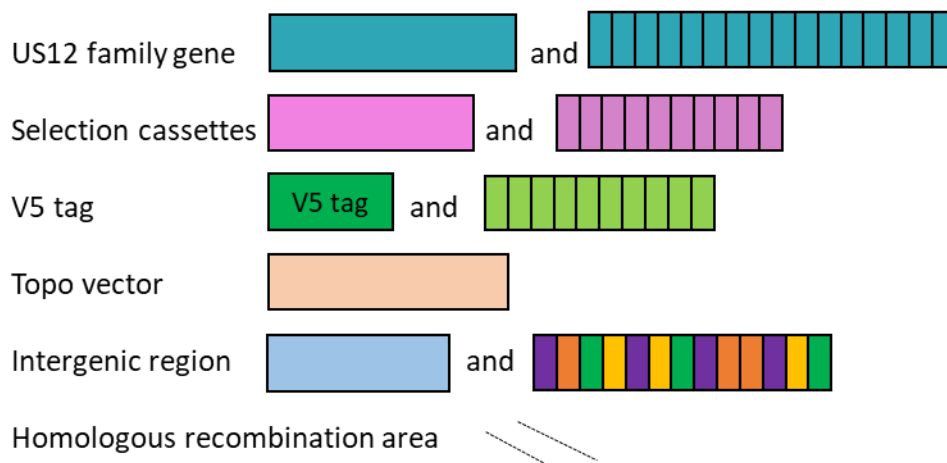 US12 family gene and
Selection cassettes and
V5 tag V5 tag and
Topo vector
Intergenic region and
Homologous recombination area